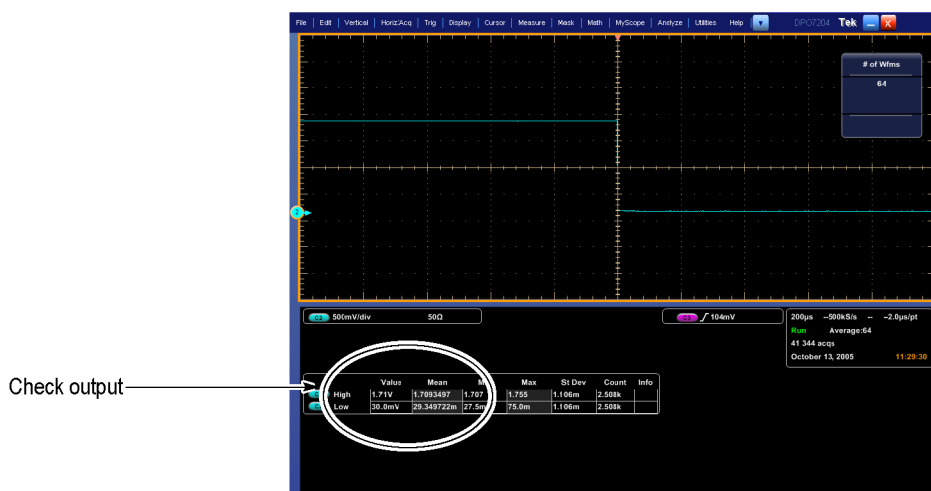 File | Edit | Vertical | Horiz/Acq | Trig | Display | Cursor | Measure | Mask | Math | MyScope | Analyze | Utilities | Help
DPO7204 Tek X
# of Wfms
64
2
C2 500mV/div 50Ω
C3 104mV
200µs 500kS/s 2.0µs/pt
Run Average:64
41 344 acqs
October 13, 2005 11:29:30
Check output
Value Mean Max St Dev Count Info
High 1.71V 1.7093497 1.707 1.755 1.106m 2.508k
Low 30.0mV 29.349722m 27.5m 75.0m 1.106m 2.508k